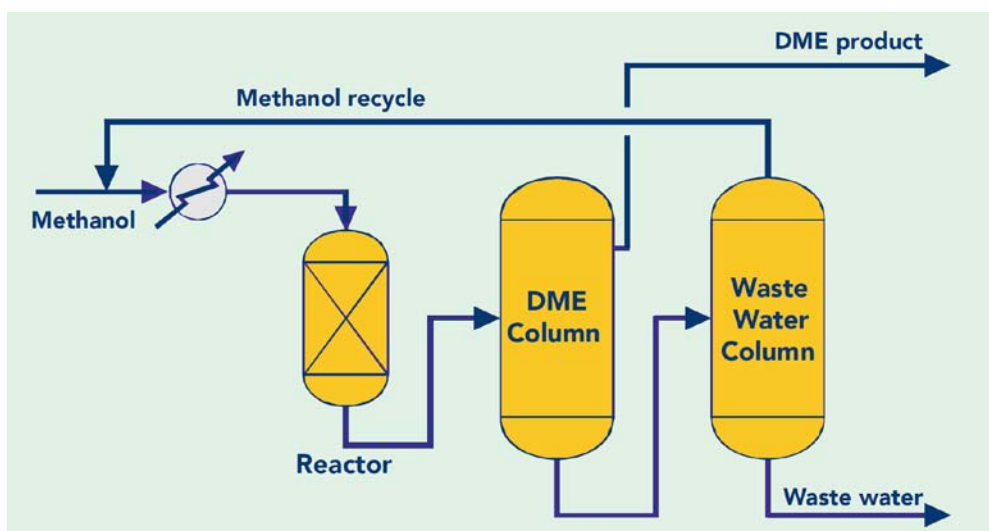 DME product
Methanol recycle
Methanol
DME
Column
Waste
Water
Column
Reactor
Waste water